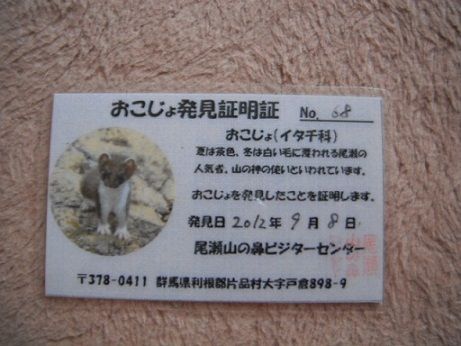 おこじょ発見証明証 No. 68
おこじょ(イタチ科)
夏は茶色、冬は白い毛に覆われる尾瀬の
人気者。山の神の使いといわれています。
おこじょを発見したことを証明します。
発見日 2012年 9月 8日
尾瀬山の鼻ビジターセンター
〒378-0411 群馬県利根郡片品村大字戸倉898-9